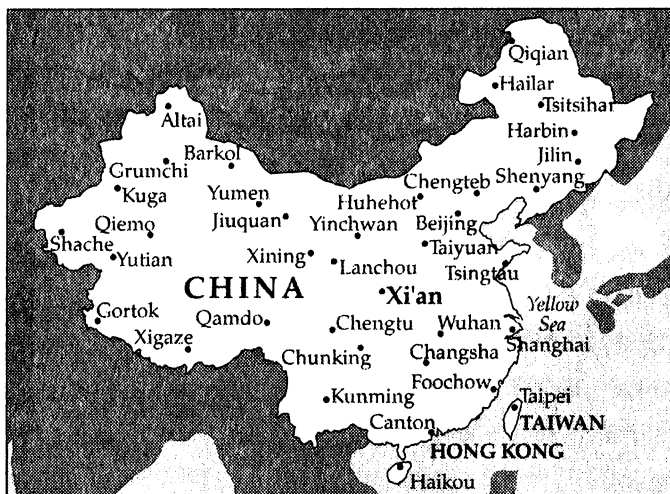 Qiqian
Hailar
Tsitsihar
Altai
Harbin
Jilin
Barkol
Grumchi
Chengteb
Shenyang
Kuga
Yumen
Huhehot
Jiuquan
Beijing
Qiemo
Yinchwan
Shache
Taiyuan
Yutian
Xining
Lanchou
Tsingtau
CHINA
Xi'an
Yellow
Sea
Gortok
Qamdo
Chengtu
Wuhan
Xigaze
Shanghai
Chunking
Changsha
Foochow
Kunming
Taipei
Canton
TAIWAN
HONG KONG
Haikou